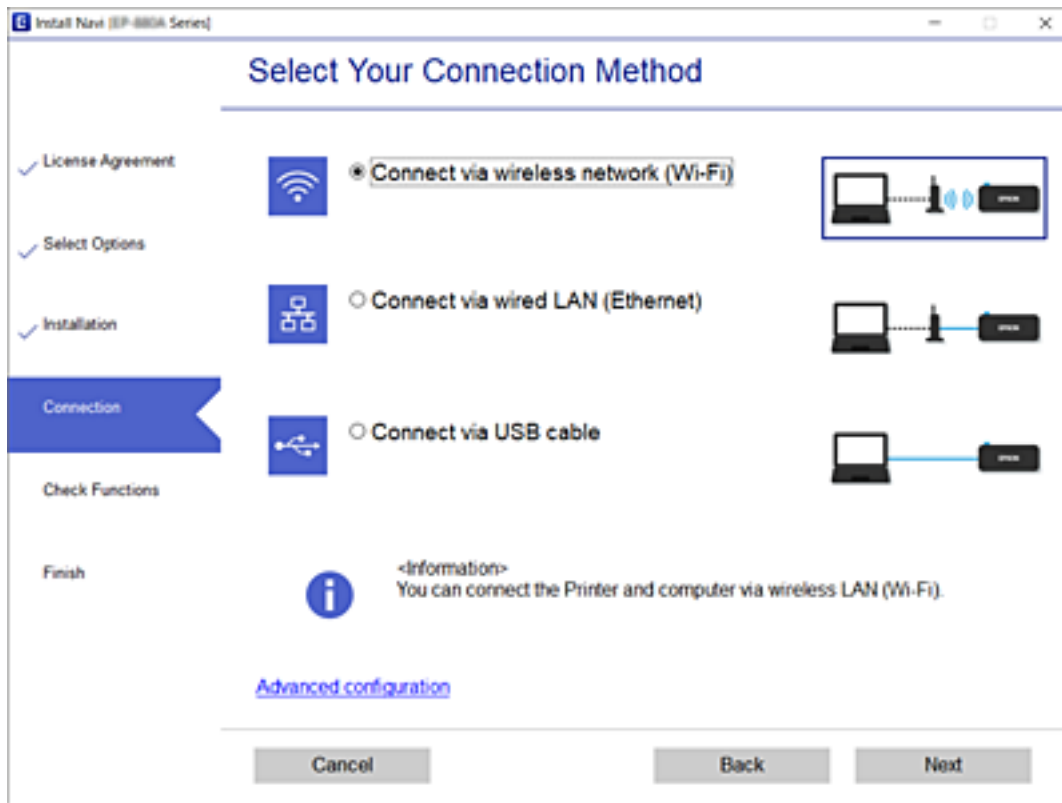 Install Navi [EP- Series]
Select Your Connection Method
License Agreement
Select Options
Installation
Connection
Check Functions
Finish
Connect via wireless network (Wi-Fi)
Connect via wired LAN (Ethernet)
Connect via USB cable
<Information>
You can connect the Printer and computer via wireless LAN (Wi-Fi).
Advanced configuration
Cancel
Back
Next